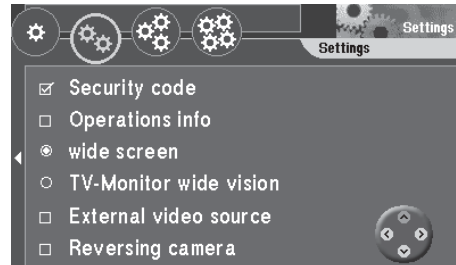 Settings
Settings
Security code
Operations info
wide screen
TV-Monitor wide vision
External video source
Reversing camera